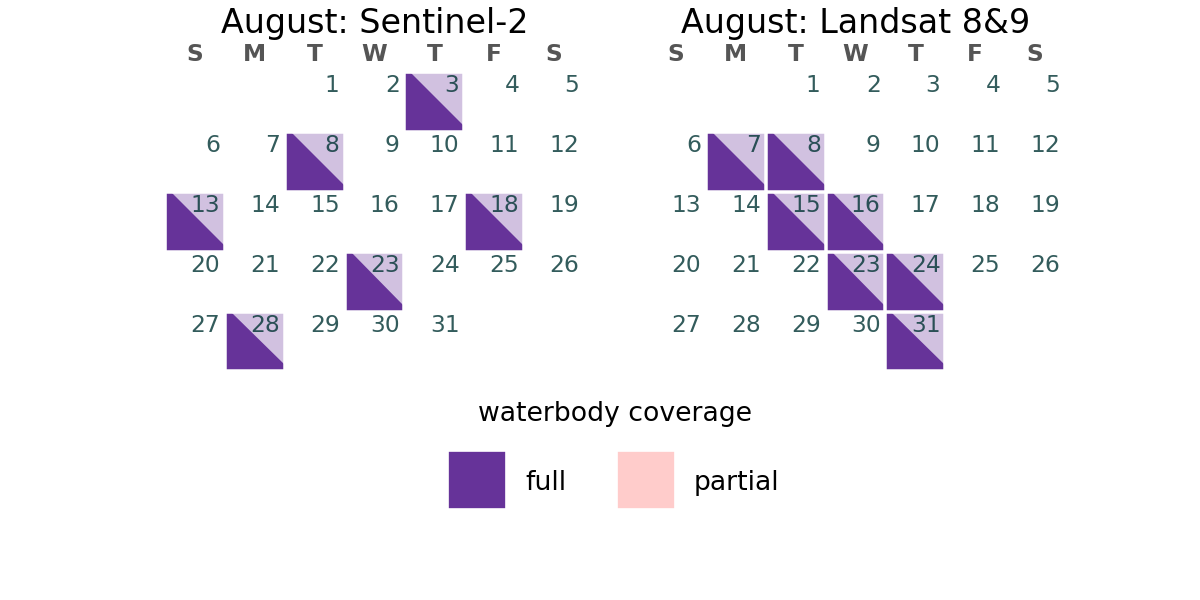 August: Sentinel-2
S M T W T F S
1 2 3 4 5
6 7 8 9 10 11 12
13 14 15 16 17 18 19
20 21 22 23 24 25 26
27 28 29 30 31
August: Landsat 8&9
S M T W T F S
1 2 3 4 5
6 7 8 9 10 11 12
13 14 15 16 17 18 19
20 21 22 23 24 25 26
27 28 29 30 31
waterbody coverage
full
partial